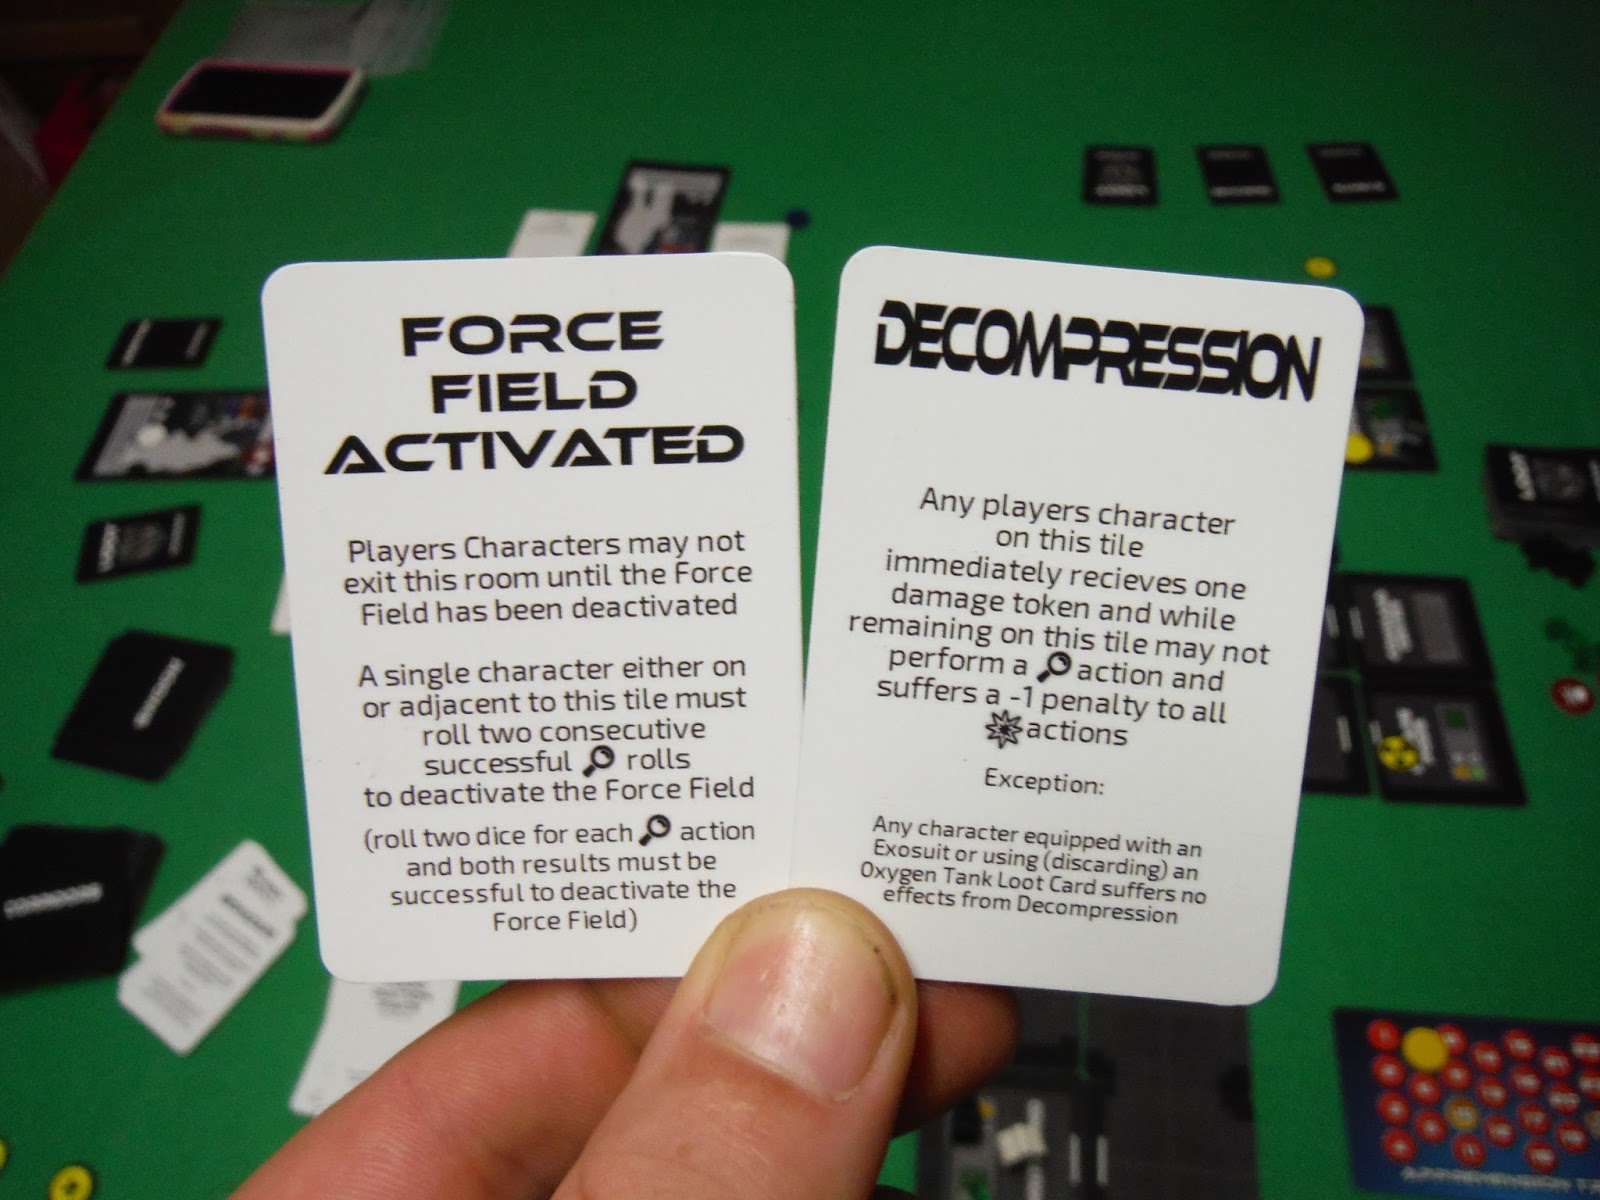 FORCE
FIELD
ACTIVATED
Players Characters may not
exit this room until the Force
Field has been deactivated
A single character either on
or adjacent to this tile must
roll two consecutive
successful rolls
to deactivate the Force Field
(roll two dice for each action
and both results must be
successful to deactivate the
Force Field)
DECOMPRESSION
Any players character
on this tile
immediately recieves one
damage token and while
remaining on this tile may not
perform a action and
suffers a -1 penalty to all
actions
Exception:
Any character equipped with an
Exosuit or using (discarding) an
Oxygen Tank Loot Card suffers no
effects from Decompression
LOOT
LOOT